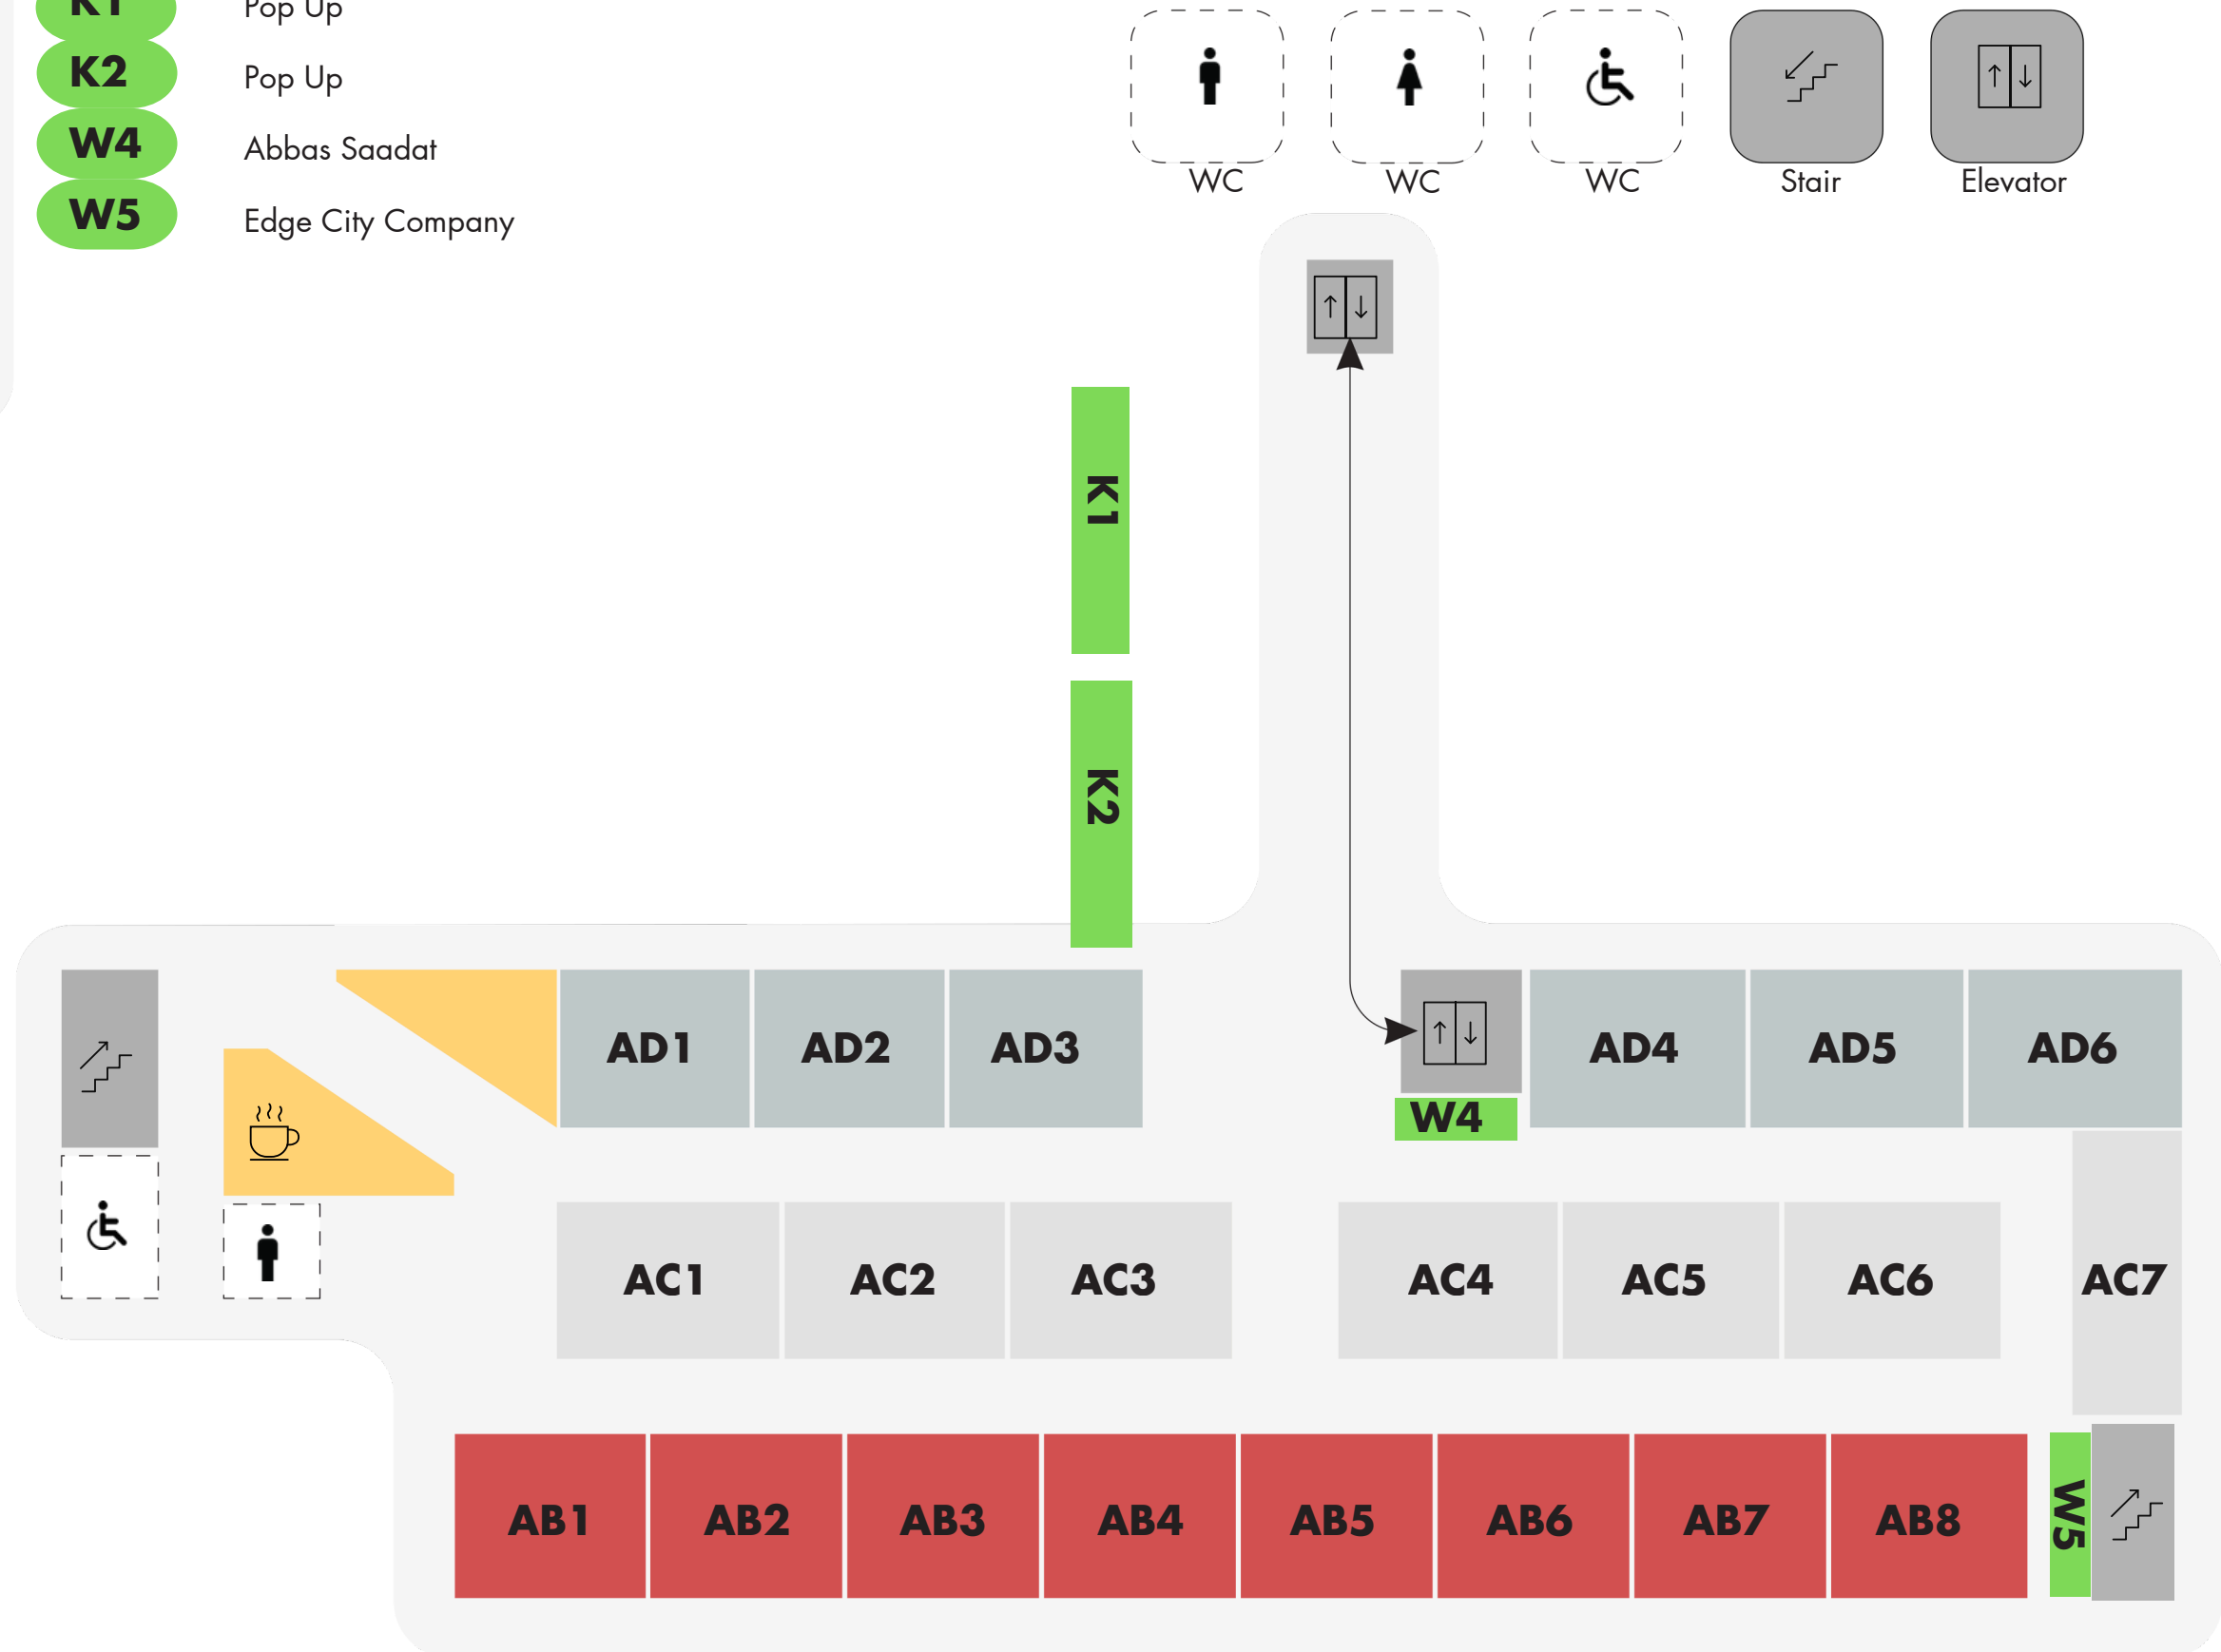 K1 Pop Up
K2 Pop Up
W4 Abbas Saadat
W5 Edge City Company
WC WC WC Stair Elevator
K1
K2
AD1 AD2 AD3 AD4 AD5 AD6
W4
AC1 AC2 AC3 AC4 AC5 AC6 AC7
AB1 AB2 AB3 AB4 AB5 AB6 AB7 AB8 W5